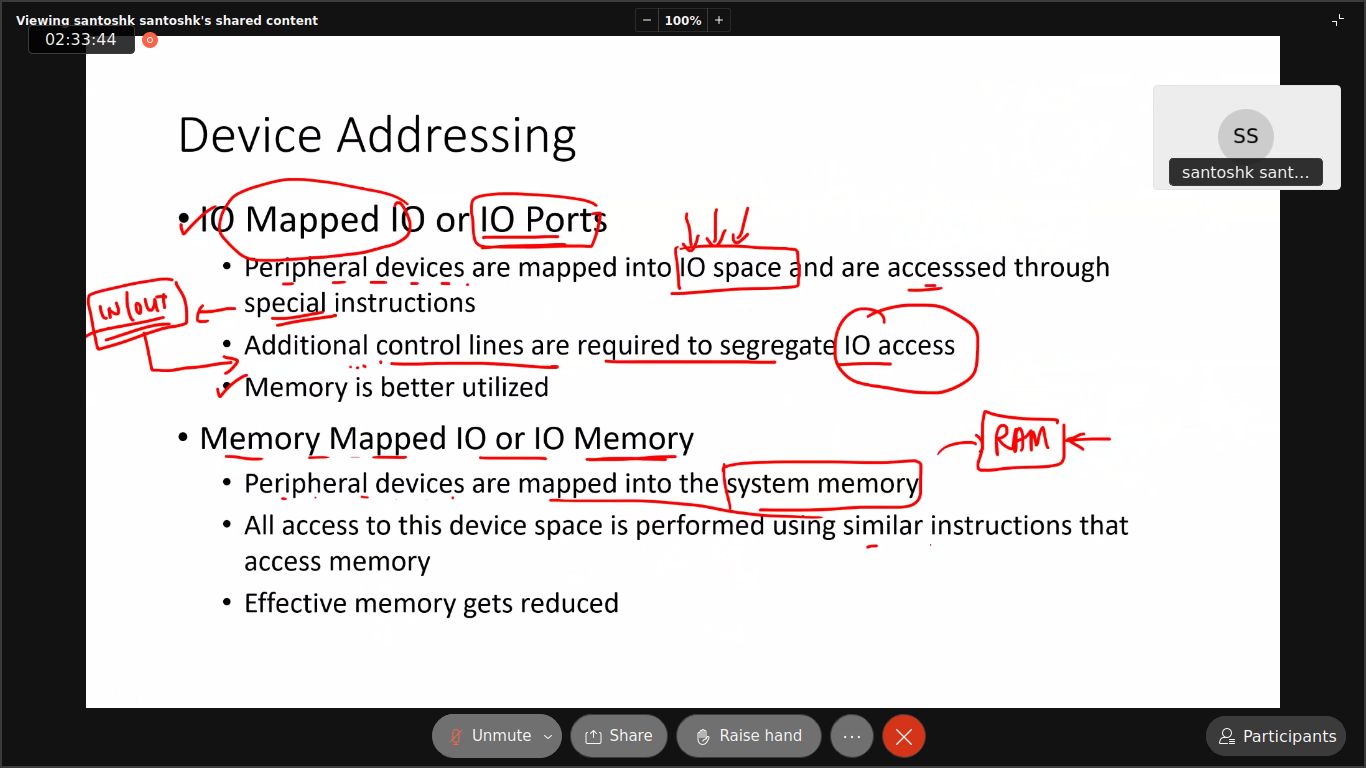 Viewing santoshk santoshk's shared content
− 100% +
02:33:44
SS
santoshk sant...
Device Addressing
• IO Mapped IO or IO Ports
• Peripheral devices are mapped into IO space and are accesssed through
special instructions
IN/OUT
• Additional control lines are required to segregate IO access
• Memory is better utilized
• Memory Mapped IO or IO Memory
RAM
• Peripheral devices are mapped into the system memory
• All access to this device space is performed using similar instructions that
access memory
• Effective memory gets reduced
Unmute Share Raise hand ... Participants